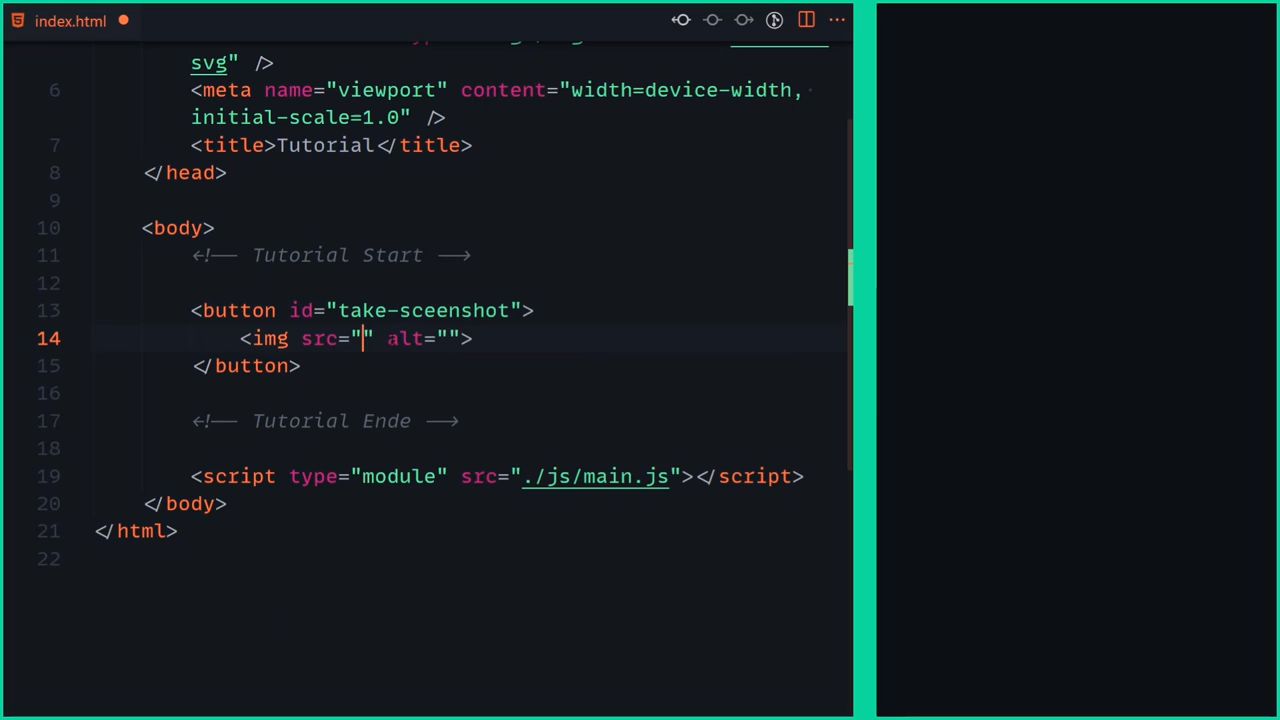 index.html
svg" />
6 <meta name="viewport" content="width=device-width,
initial-scale=1.0" />
7 <title>Tutorial</title>
8 </head>
9
10 <body>
11 <!-- Tutorial Start -->
12
13 <button id="take-sceenshot">
14 <img src="" alt="">
15 </button>
16
17 <!-- Tutorial Ende -->
18
19 <script type="module" src="./js/main.js"></script>
20 </body>
21 </html>
22